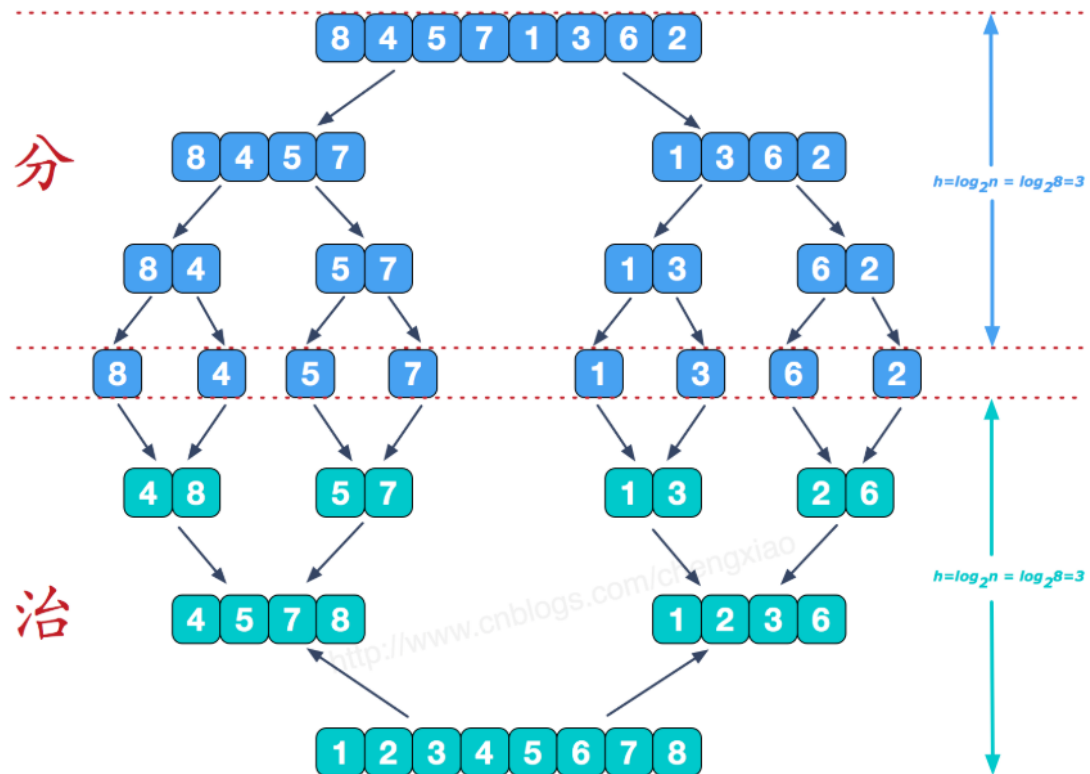 8 4 5 7 1 3 6 2
分
8 4 5 7
1 3 6 2
h=log2n = log28=3
8 4
5 7
1 3
6 2
8
4
5
7
1
3
6
2
4 8
5 7
1 3
2 6
http://www.cnblogs.com/chengxiao
h=log2n = log28=3
治
4 5 7 8
1 2 3 6
1 2 3 4 5 6 7 8